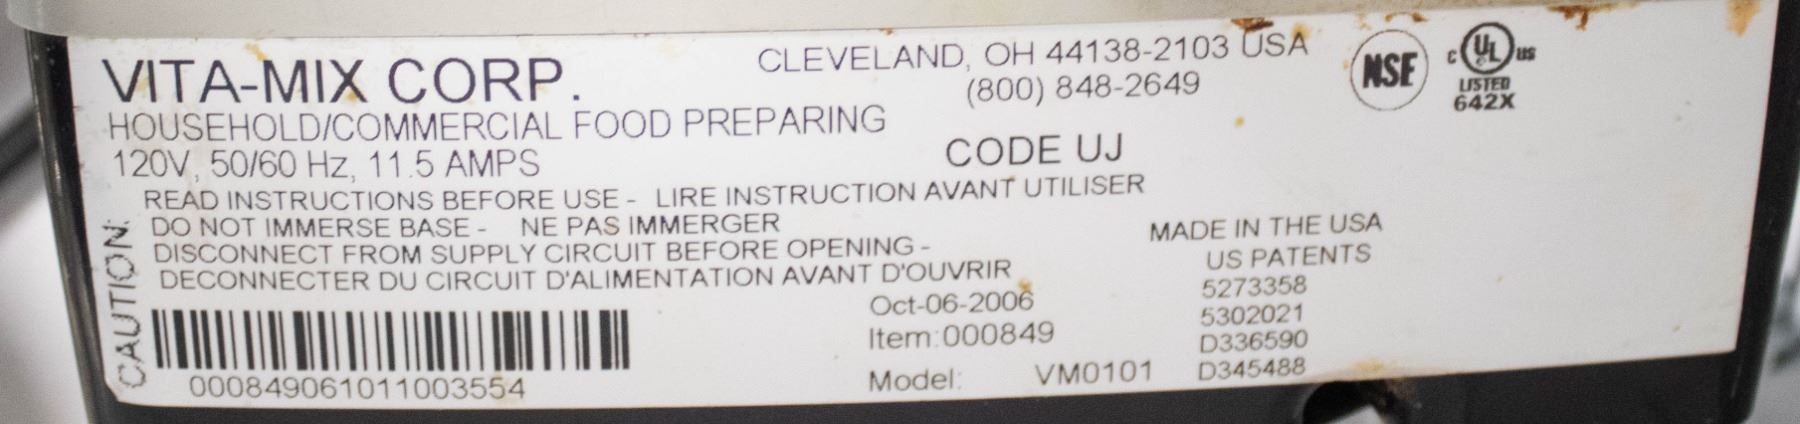 VITA-MIX CORP.
CLEVELAND, OH 44138-2103 USA
(800) 848-2649
NSF
C UL US
LISTED
642X
HOUSEHOLD/COMMERCIAL FOOD PREPARING
120V, 50/60 Hz, 11.5 AMPS
CODE UJ
CAUTION:
READ INSTRUCTIONS BEFORE USE - LIRE INSTRUCTION AVANT UTILISER
DO NOT IMMERSE BASE - NE PAS IMMERGER
DISCONNECT FROM SUPPLY CIRCUIT BEFORE OPENING -
DECONNECTER DU CIRCUIT D'ALIMENTATION AVANT D'OUVRIR
000849061011003554
Oct-06-2006
Item:000849
Model: VM0101
MADE IN THE USA
US PATENTS
5273358
5302021
D336590
D345488